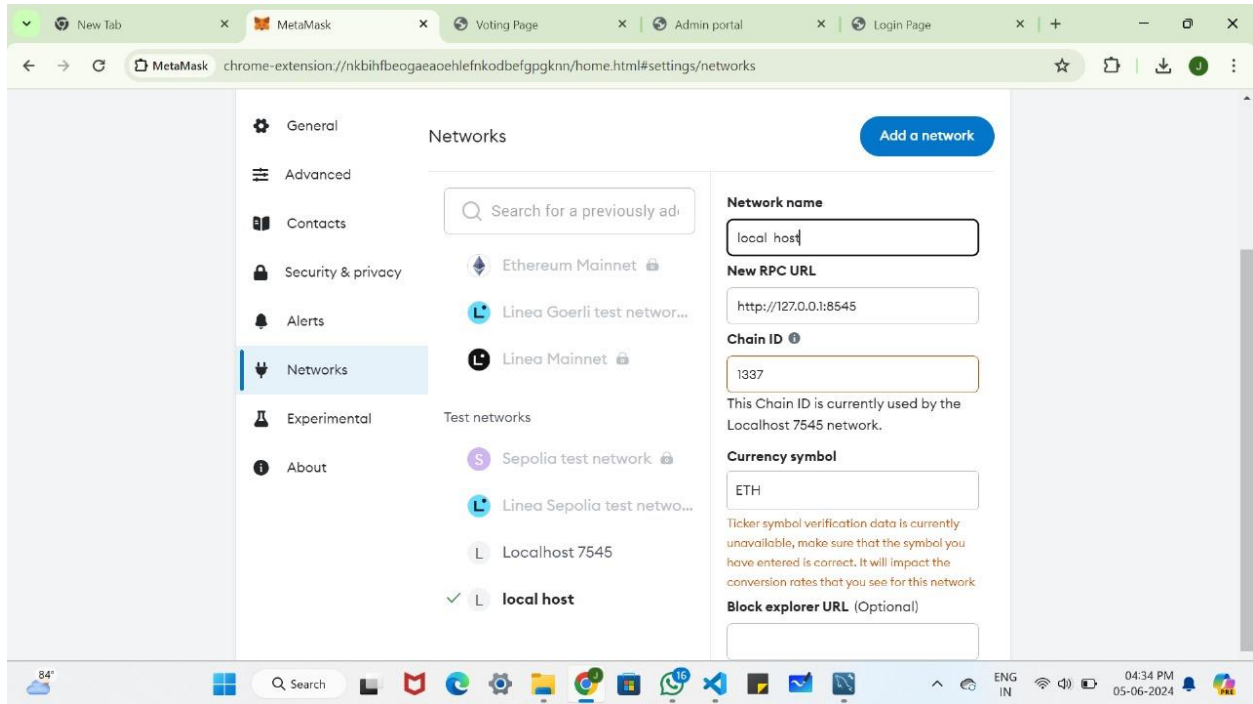 New Tab
MetaMask
Voting Page
Admin portal
Login Page
MetaMask
chrome-extension://nkbihfbeogaeaoehlefnkodbefgpgknn/home.html#settings/networks
J
General
Advanced
Contacts
Security & privacy
Alerts
Networks
Experimental
About
Networks
Add a network
Search for a previously ad
Ethereum Mainnet
L Linea Goerli test networ...
L Linea Mainnet
Test networks
S Sepolia test network
L Linea Sepolia test netwo...
L Localhost 7545
L local host
Network name
local host
New RPC URL
http://127.0.0.1:8545
Chain ID
1337
This Chain ID is currently used by the
Localhost 7545 network.
Currency symbol
ETH
Ticker symbol verification data is currently
unavailable, make sure that the symbol you
have entered is correct. It will impact the
conversion rates that you see for this network
Block explorer URL (Optional)
84°
Search
J
16
ENG
IN
04:34 PM
05-06-2024
PRE